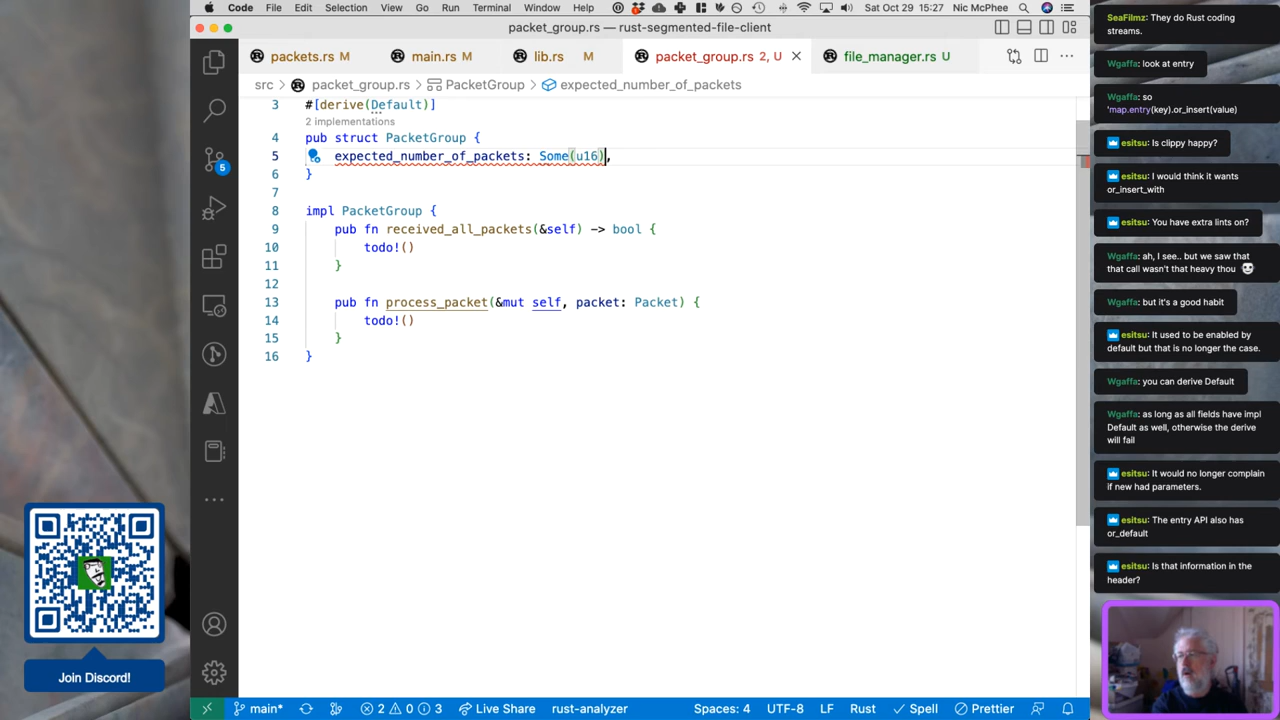 Code File Edit Selection View Go Run Terminal Window Help Sat Oct 29 15:27 Nic McPhee
packet_group.rs — rust-segmented-file-client
packets.rs M main.rs M lib.rs M packet_group.rs 2, U file_manager.rs U
src > packet_group.rs > PacketGroup > expected_number_of_packets
3 #[derive(Default)]
2 implementations
4 pub struct PacketGroup {
5 expected_number_of_packets: Some(u16),
6 }
7
8 impl PacketGroup {
9 pub fn received_all_packets(&self) -> bool {
10 todo!()
11 }
12
13 pub fn process_packet(&mut self, packet: Packet) {
14 todo!()
15 }
16 }
5
Join Discord!
main* 2 0 3 Live Share rust-analyzer Spaces: 4 UTF-8 LF Rust Spell Prettier
SeaFilmz: They do Rust coding
streams.
Wgaffa: look at entry
Wgaffa: so
'map.entry(key).or_insert(value)
esitsu: Is clippy happy?
esitsu: I would think it wants
or_insert_with
esitsu: You have extra lints on?
Wgaffa: ah, I see.. but we saw that
that call wasn't that heavy thou
Wgaffa: but it's a good habit
esitsu: It used to be enabled by
default but that is no longer the case.
Wgaffa: you can derive Default
Wgaffa: as long as all fields have impl
Default as well, otherwise the derive
will fail
esitsu: It would no longer complain
if new had parameters.
esitsu: The entry API also has
or_default
esitsu: Is that information in the
header?